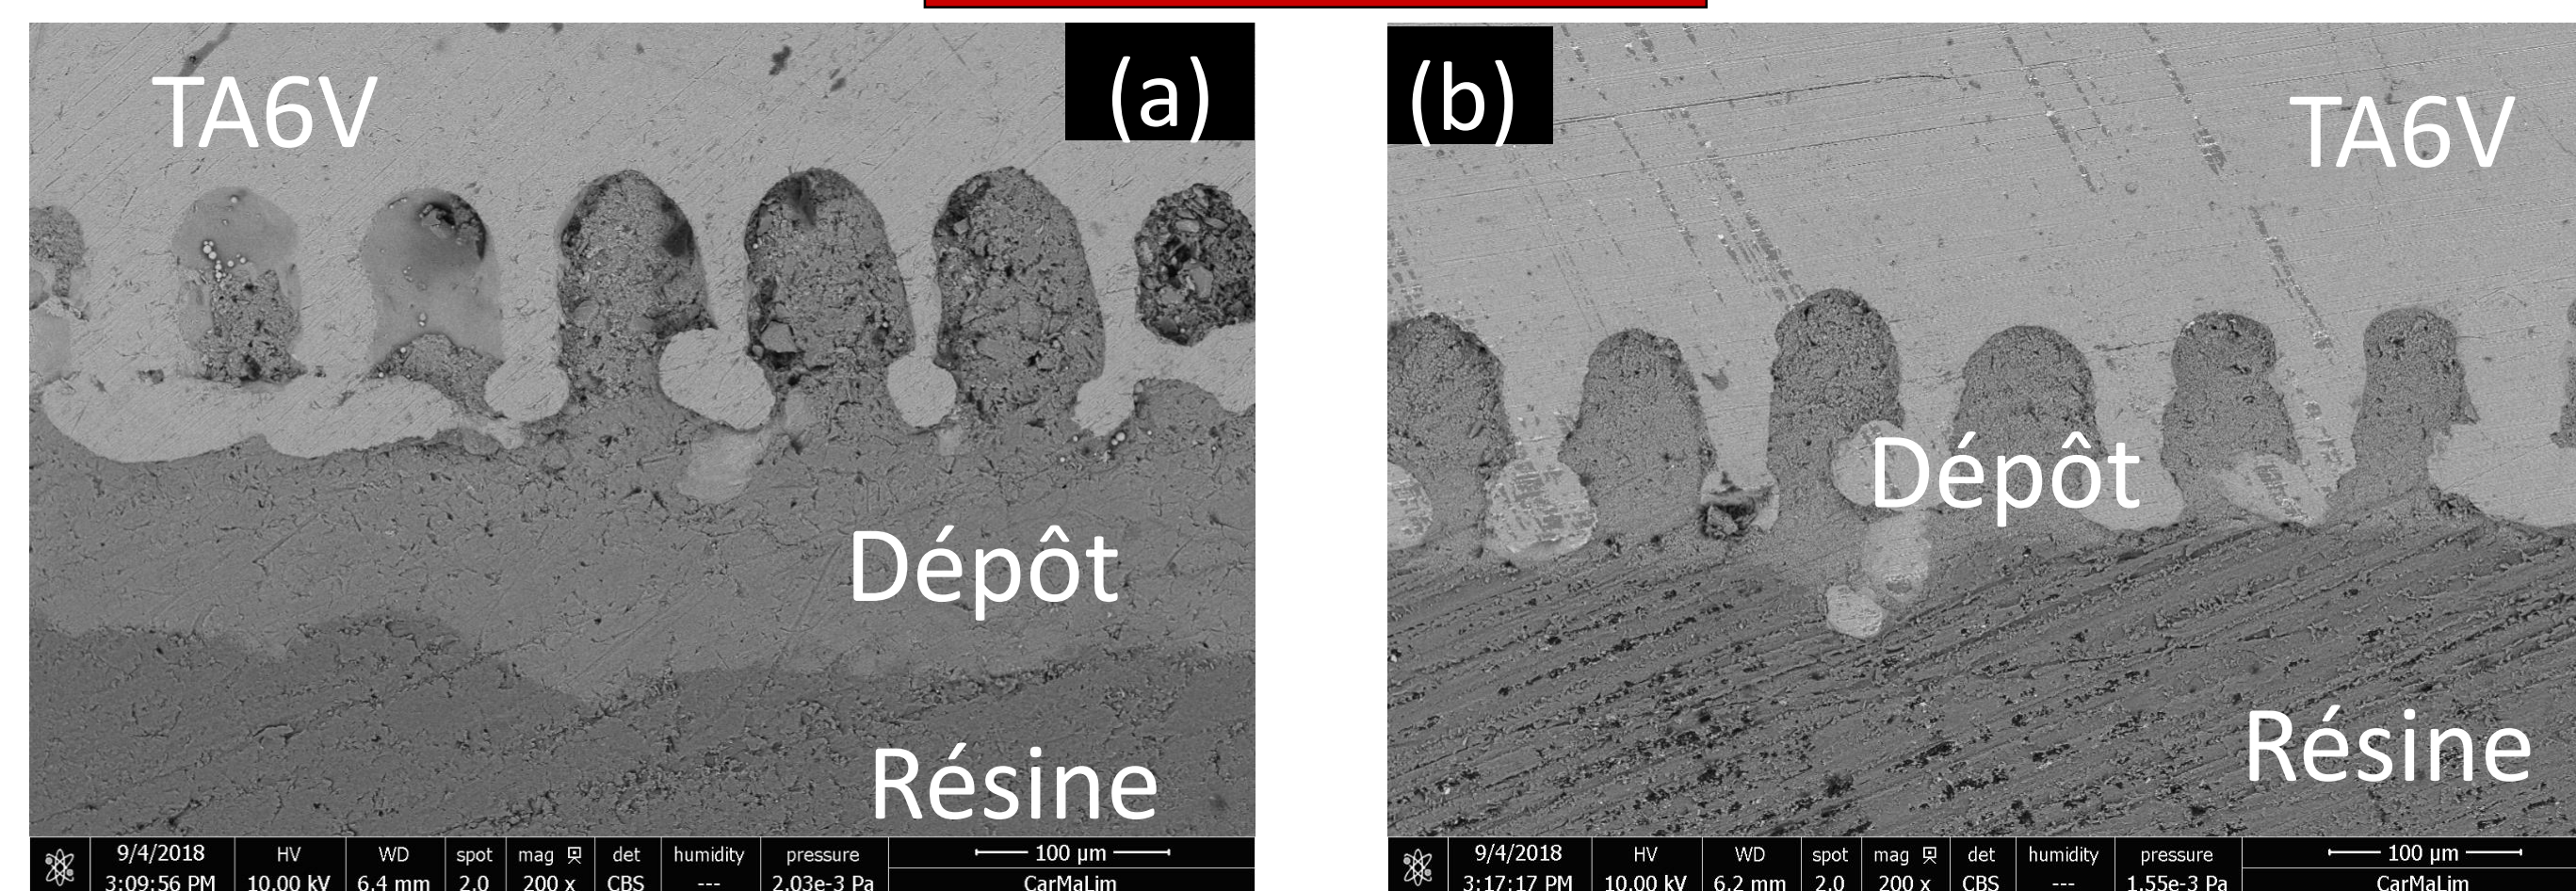 (a)
TA6V
Dépôt
Résine
9/4/2018 HV WD spot mag det humidity pressure 100 µm
3:09:56 PM 10.00 kV 6.4 mm 2.0 200 x CBS --- 2.03e-3 Pa CarMaLim
(b)
TA6V
Dépôt
Résine
9/4/2018 HV WD spot mag det humidity pressure 100 µm
3:17:17 PM 10.00 kV 6.2 mm 2.0 200 x CBS --- 1.55e-3 Pa CarMaLim